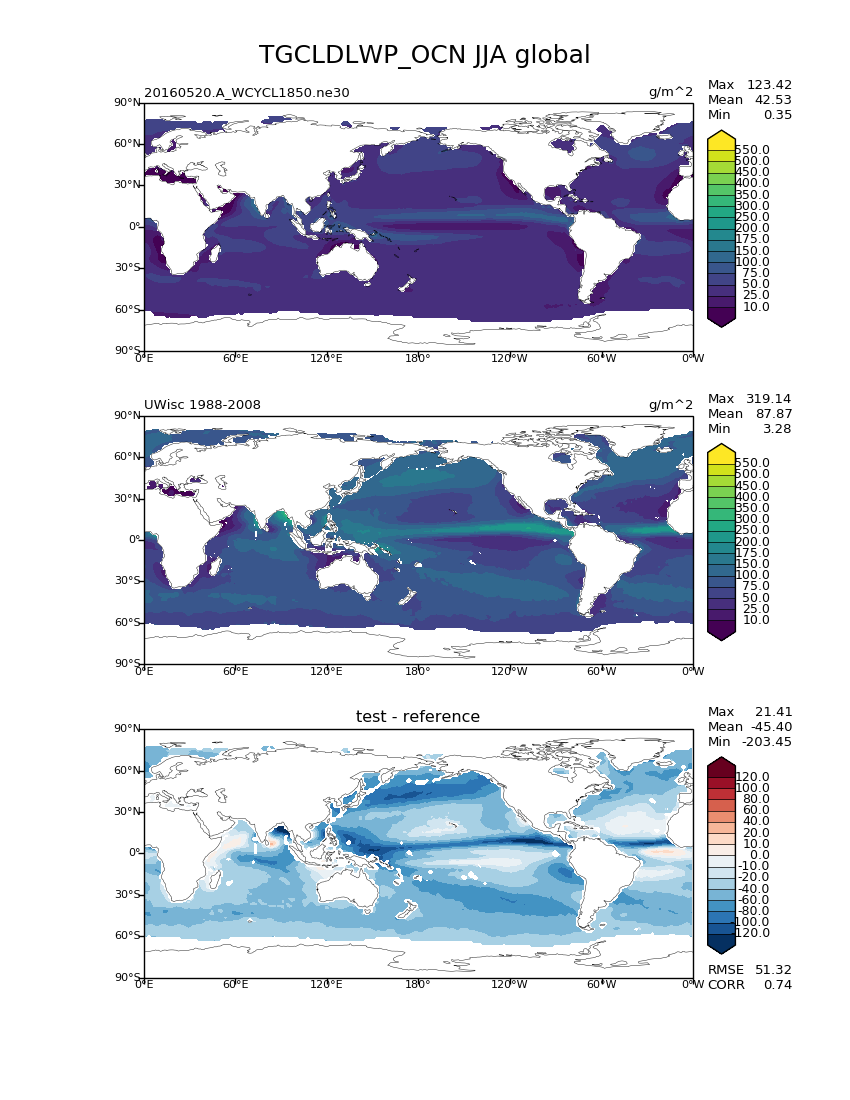 TGCLDLWP_OCN JJA global
20160520.A_WCYCL1850.ne30
g/m^2
Max 123.42
Mean 42.53
Min 0.35
90°N
60°N
30°N
0°
30°S
60°S
90°S
0°E 60°E 120°E 180° 120°W 60°W 0°W
550.0
500.0
450.0
400.0
350.0
300.0
250.0
200.0
175.0
150.0
100.0
75.0
50.0
25.0
10.0
UWisc 1988-2008
g/m^2
Max 319.14
Mean 87.87
Min 3.28
90°N
60°N
30°N
0°
30°S
60°S
90°S
0°E 60°E 120°E 180° 120°W 60°W 0°W
550.0
500.0
450.0
400.0
350.0
300.0
250.0
200.0
175.0
150.0
100.0
75.0
50.0
25.0
10.0
test - reference
Max 21.41
Mean -45.40
Min -203.45
90°N
60°N
30°N
0°
30°S
60°S
90°S
0°E 60°E 120°E 180° 120°W 60°W 0°W
120.0
100.0
80.0
60.0
40.0
20.0
10.0
0.0
-10.0
-20.0
-40.0
-60.0
-80.0
-100.0
-120.0
RMSE 51.32
CORR 0.74